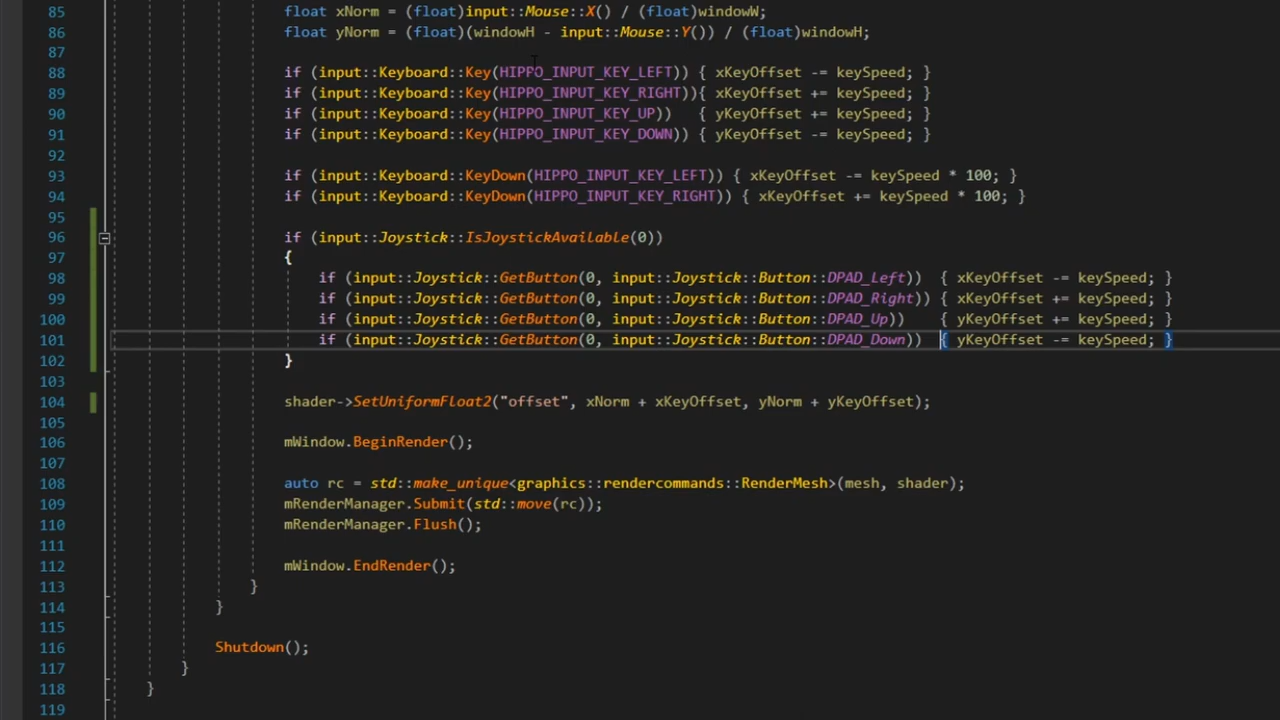 85 float xNorm = (float)input::Mouse::X() / (float)windowW;
86 float yNorm = (float)(windowH - input::Mouse::Y()) / (float)windowH;
87
88 if (input::Keyboard::Key(HIPPO_INPUT_KEY_LEFT)) { xKeyOffset -= keySpeed; }
89 if (input::Keyboard::Key(HIPPO_INPUT_KEY_RIGHT)){ xKeyOffset += keySpeed; }
90 if (input::Keyboard::Key(HIPPO_INPUT_KEY_UP))   { yKeyOffset += keySpeed; }
91 if (input::Keyboard::Key(HIPPO_INPUT_KEY_DOWN)) { yKeyOffset -= keySpeed; }
92
93 if (input::Keyboard::KeyDown(HIPPO_INPUT_KEY_LEFT)) { xKeyOffset -= keySpeed * 100; }
94 if (input::Keyboard::KeyDown(HIPPO_INPUT_KEY_RIGHT)) { xKeyOffset += keySpeed * 100; }
95
96 if (input::Joystick::IsJoystickAvailable(0))
97 {
98 if (input::Joystick::GetButton(0, input::Joystick::Button::DPAD_Left))  { xKeyOffset -= keySpeed; }
99 if (input::Joystick::GetButton(0, input::Joystick::Button::DPAD_Right)) { xKeyOffset += keySpeed; }
100 if (input::Joystick::GetButton(0, input::Joystick::Button::DPAD_Up))    { yKeyOffset += keySpeed; }
101 if (input::Joystick::GetButton(0, input::Joystick::Button::DPAD_Down))  { yKeyOffset -= keySpeed; }
102 }
103
104 shader->SetUniformFloat2("offset", xNorm + xKeyOffset, yNorm + yKeyOffset);
105
106 mWindow.BeginRender();
107
108 auto rc = std::make_unique<graphics::rendercommands::RenderMesh>(mesh, shader);
109 mRenderManager.Submit(std::move(rc));
110 mRenderManager.Flush();
111
112 mWindow.EndRender();
113 }
114 }
115
116 Shutdown();
117 }
118 }
119